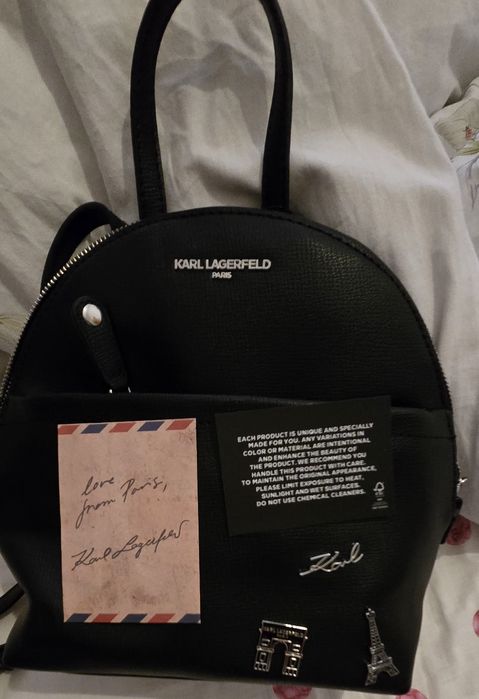 KARL LAGERFELD
PARIS
EACH PRODUCT IS UNIQUE AND SPECIALLY
MADE FOR YOU. ANY VARIATIONS IN
COLOR OR MATERIAL ARE INTENTIONAL
AND ENHANCE THE BEAUTY OF
THE PRODUCT. WE RECOMMEND YOU
HANDLE THIS PRODUCT WITH CARE.
TO MAINTAIN THE ORIGINAL APPEARANCE,
PLEASE LIMIT EXPOSURE TO HEAT,
SUNLIGHT AND WET SURFACES.
DO NOT USE CHEMICAL CLEANERS.
love
from Paris,
Karl Lagerfeld
Karl
KARL LAGERFELD